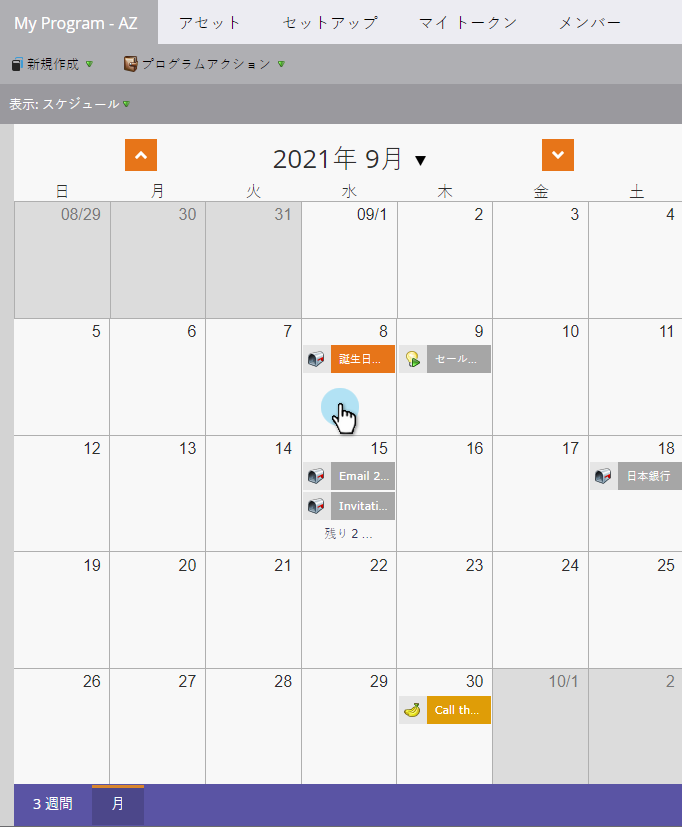 My Program - AZ アセット セットアップ マイ トークン メンバー
新規作成 プログラムアクション
表示: スケジュール
2021年 9月
日 月 火 水 木 金 土
08/29 30 31 09/1 2 3 4
5 6 7 8 9 10 11
誕生日... セール...
12 13 14 15 16 17 18
Email 2... 日本銀行
Invitati...
残り 2 ...
19 20 21 22 23 24 25
26 27 28 29 30 10/1 2
Call th...
3 週間 月